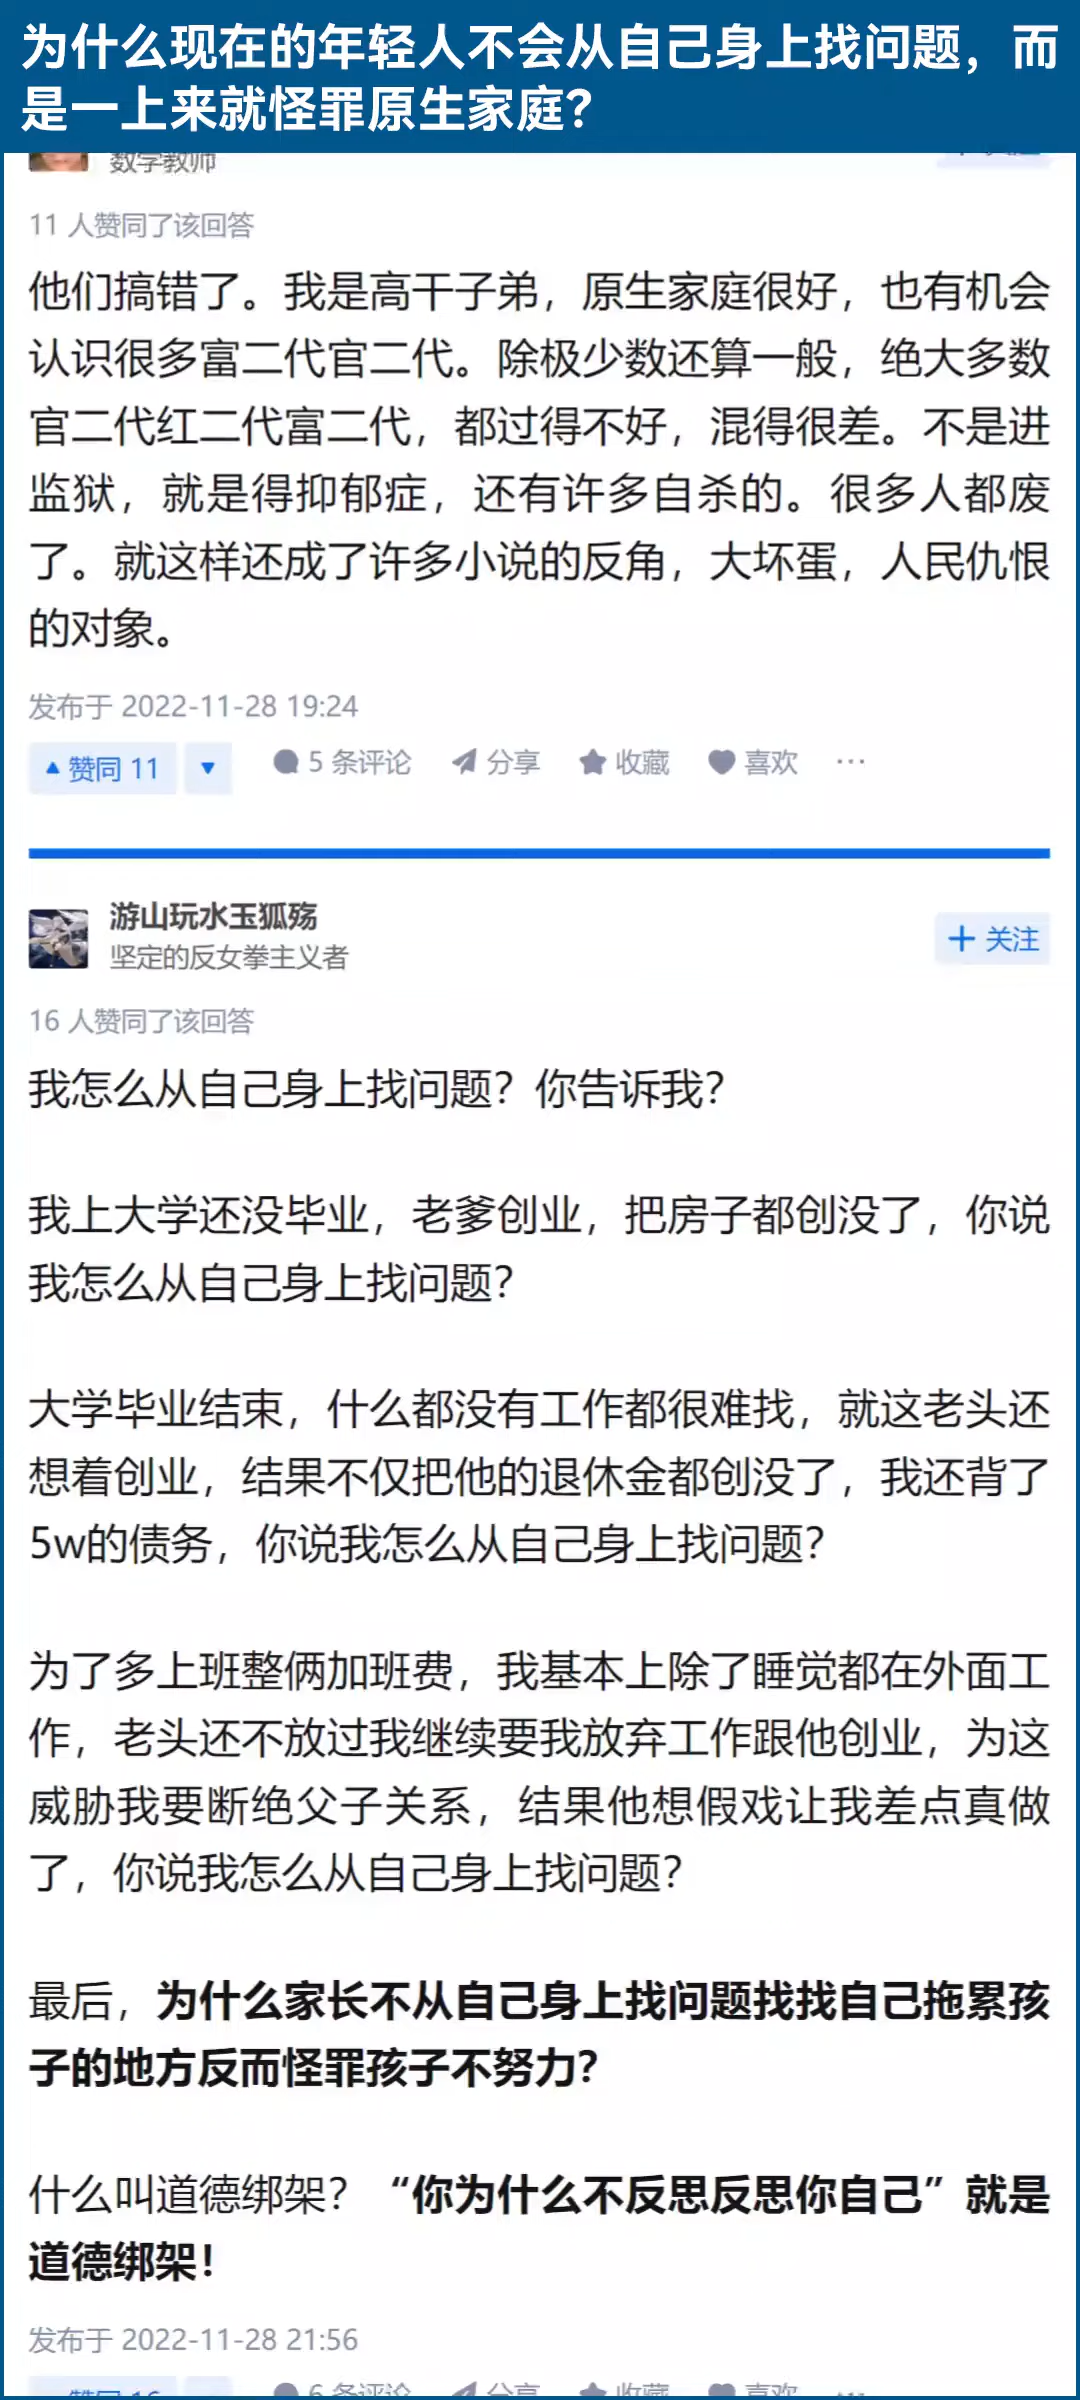 为什么现在的年轻人不会从自己身上找问题，而
是一上来就怪罪原生家庭？
数学教师
11 人赞同了该回答
他们搞错了。我是高干子弟，原生家庭很好，也有机会
认识很多富二代官二代。除极少数还算一般，绝大多数
官二代红二代富二代，都过得不好，混得很差。不是进
监狱，就是得抑郁症，还有许多自杀的。很多人都废
了。就这样还成了许多小说的反角，大坏蛋，人民仇恨
的对象。
发布于 2022-11-28 19:24
赞同 11 5 条评论 分享 收藏 喜欢 ···
游山玩水玉狐殇
坚定的反女拳主义者
+ 关注
16 人赞同了该回答
我怎么从自己身上找问题？你告诉我？
我上大学还没毕业，老爹创业，把房子都创没了，你说
我怎么从自己身上找问题？
大学毕业结束，什么都没有工作都很难找，就这老头还
想着创业，结果不仅把他的退休金都创没了，我还背了
5w的债务，你说我怎么从自己身上找问题？
为了多上班整俩加班费，我基本上除了睡觉都在外面工
作，老头还不放过我继续要我放弃工作跟他创业，为这
威胁我要断绝父子关系，结果他想假戏让我差点真做
了，你说我怎么从自己身上找问题？
最后，为什么家长不从自己身上找问题找找自己拖累孩
子的地方反而怪罪孩子不努力？
什么叫道德绑架？“你为什么不反思反思你自己”就是
道德绑架！
发布于 2022-11-28 21:56
赞同 16 6 条评论 分享 收藏 喜欢